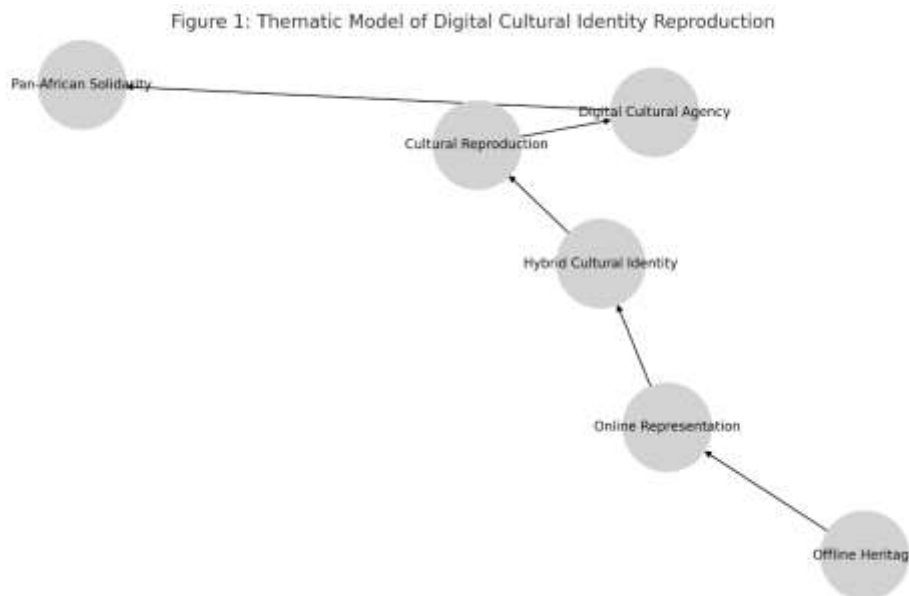 Figure 1: Thematic Model of Digital Cultural Identity Reproduction
Pan-African Solidarity
Digital Cultural Agency
Cultural Reproduction
Hybrid Cultural Identity
Online Representation
Offline Heritag